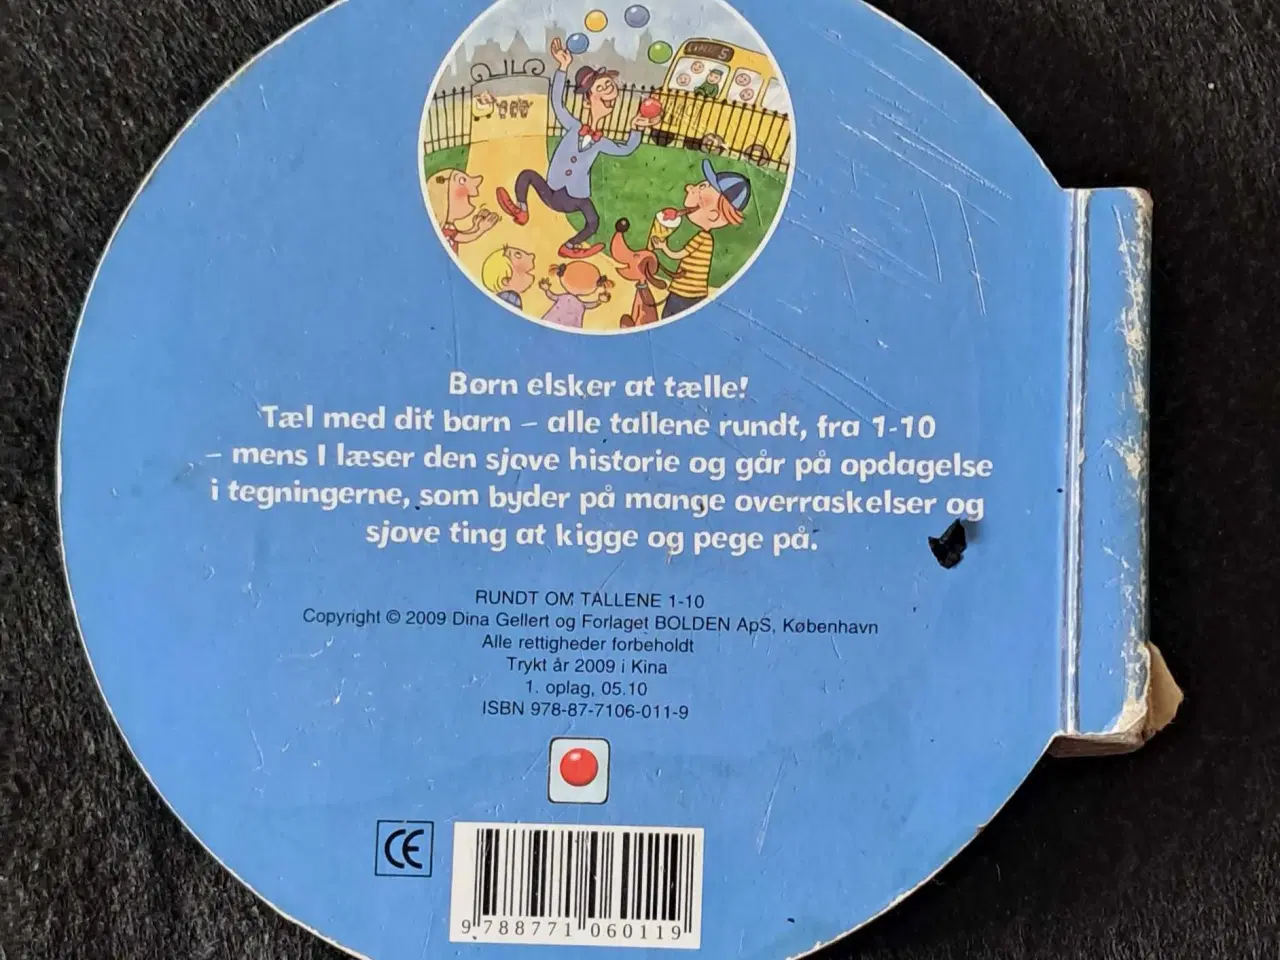 Børn elsker at tælle!
Tæl med dit barn – alle tallene rundt, fra 1-10
– mens I læser den sjove historie og går på opdagelse
i tegningerne, som byder på mange overraskelser og
sjove ting at kigge og pege på.
RUNDT OM TALLENE 1-10
Copyright © 2009 Dina Gellert og Forlaget BOLDEN ApS, København
Alle rettigheder forbeholdt
Trykt år 2009 i Kina
1. oplag, 05.10
ISBN 978-87-7106-011-9
CE
9 788771 060119